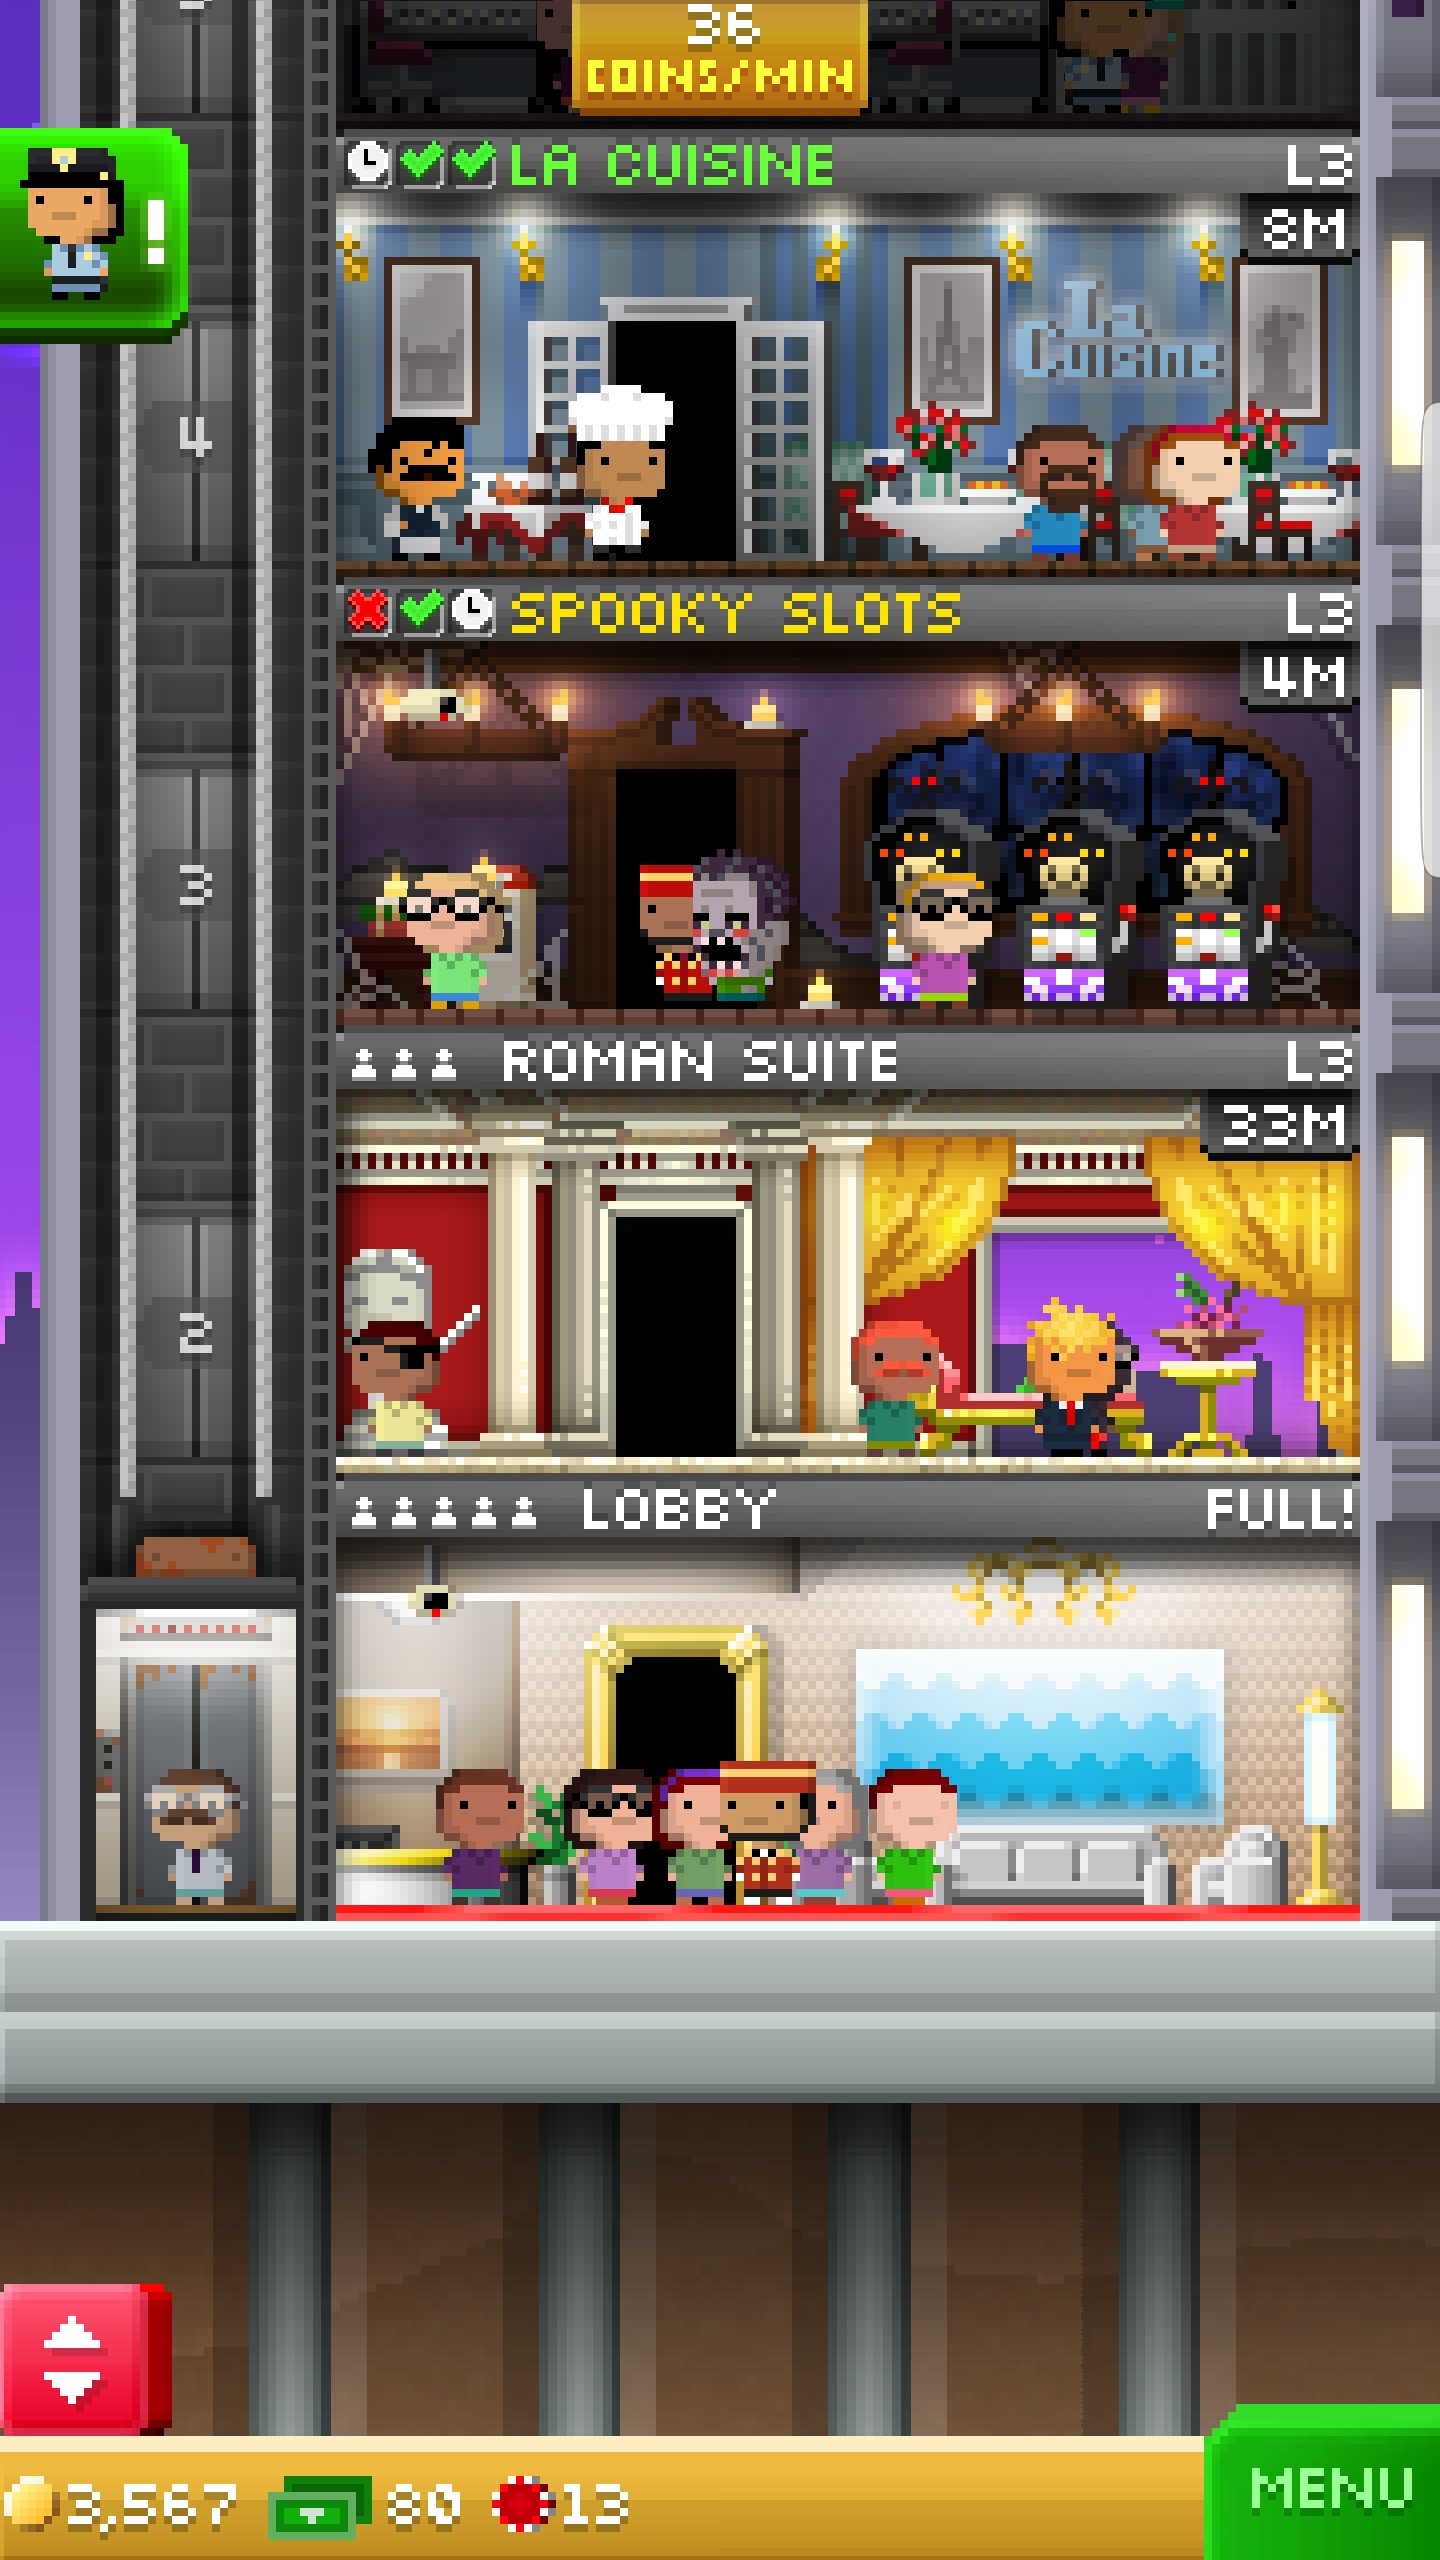 36
COINS/MIN
LA CUISINE L3
8M
La
Cuisine
4
SPOOKY SLOTS L3
4M
3
ROMAN SUITE L3
33M
2
LOBBY FULL!
3,567 80 13
MENU